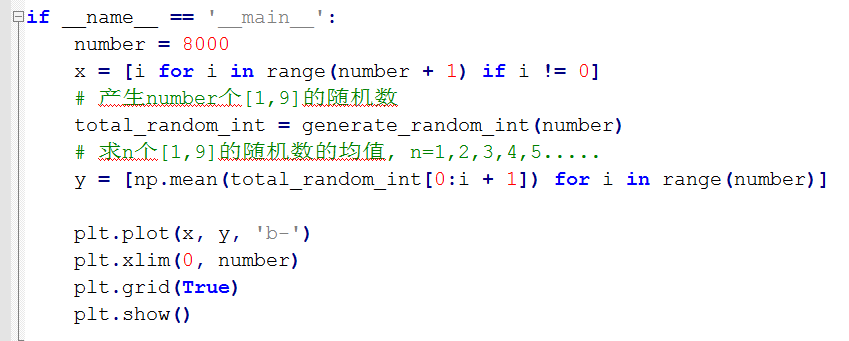 if __name__ == '__main__':
    number = 8000
    x = [i for i in range(number + 1) if i != 0]
    # 产生number个[1,9]的随机数
    total_random_int = generate_random_int(number)
    # 求n个[1,9]的随机数的均值, n=1,2,3,4,5.....
    y = [np.mean(total_random_int[0:i + 1]) for i in range(number)]
    plt.plot(x, y, 'b-')
    plt.xlim(0, number)
    plt.grid(True)
    plt.show()